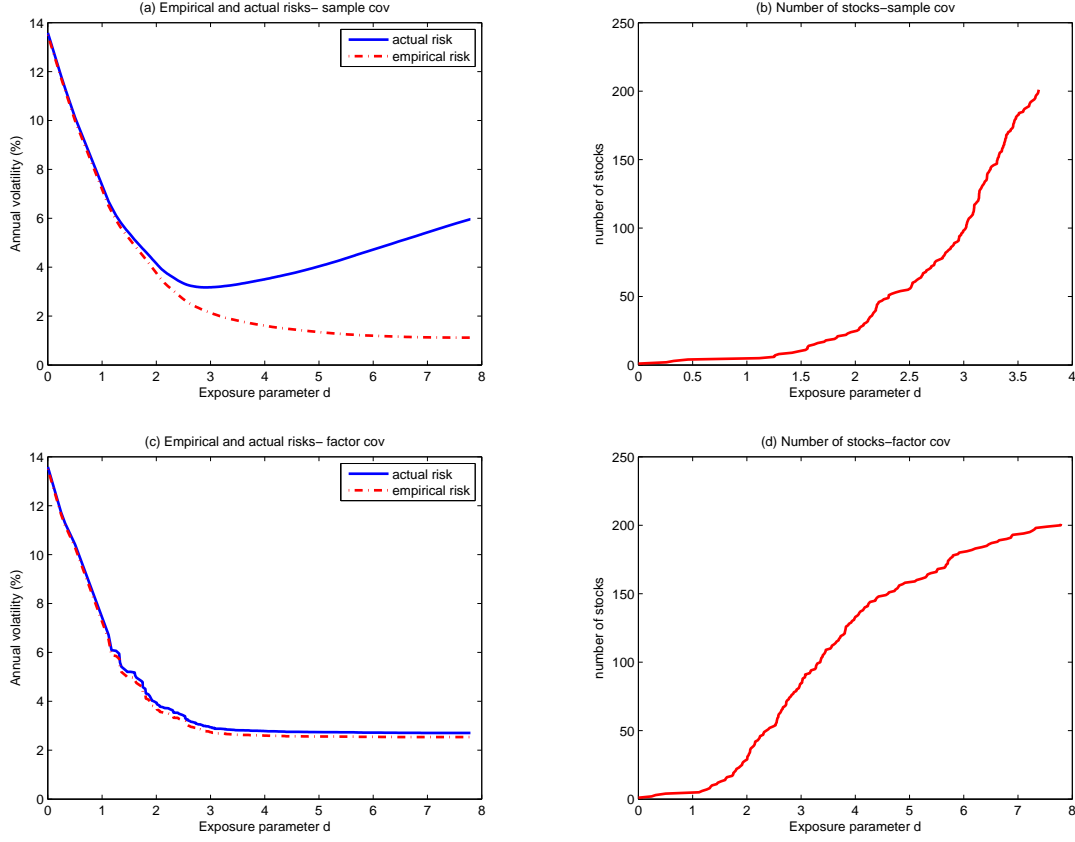 (a) Empirical and actual risks− sample cov
14
12
10
8
6
4
2
0
Annual volatility (%)
actual risk
empirical risk
0 1 2 3 4 5 6 7 8
Exposure parameter d
(b) Number of stocks−sample cov
250
200
150
100
50
0
number of stocks
0 0.5 1 1.5 2 2.5 3 3.5 4
Exposure parameter d
(c) Empirical and actual risks− factor cov
14
12
10
8
6
4
2
0
Annual volatility (%)
actual risk
empirical risk
0 1 2 3 4 5 6 7 8
Exposure parameter d
(d) Number of stocks−factor cov
250
200
150
100
50
0
number of stocks
0 1 2 3 4 5 6 7 8
Exposure parameter d